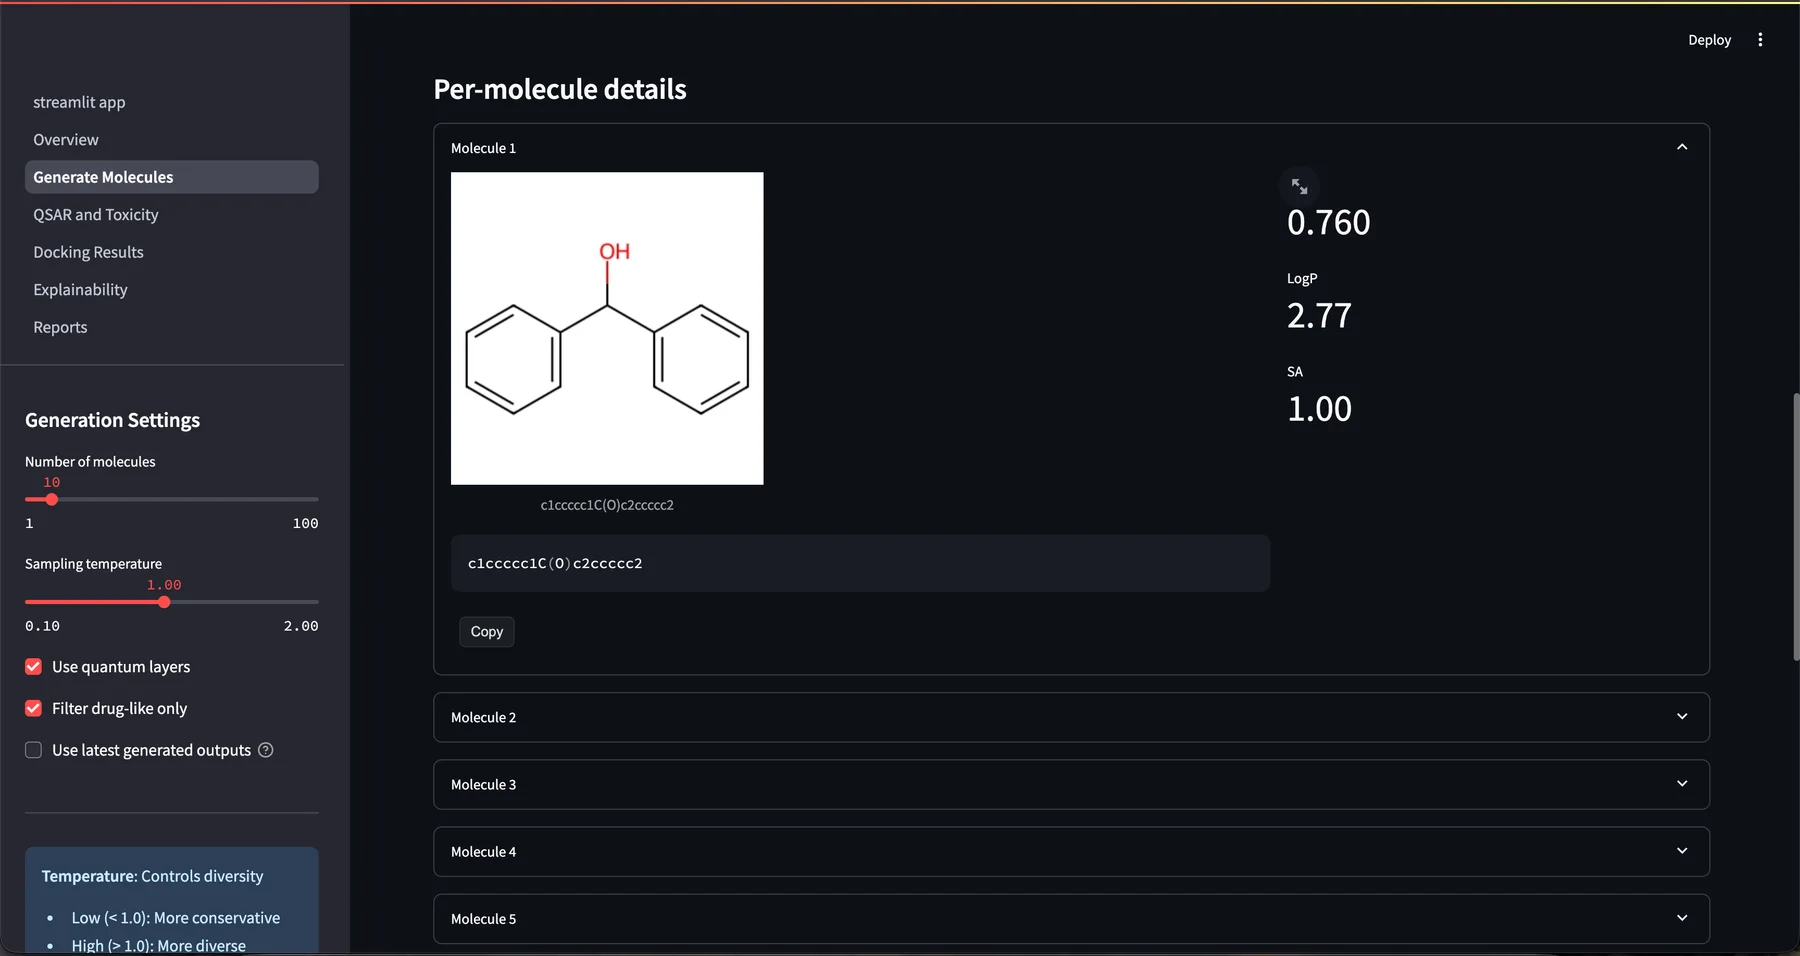 Deploy
streamlit app
Overview
Generate Molecules
QSAR and Toxicity
Docking Results
Explainability
Reports
Generation Settings
Number of molecules
10
1 100
Sampling temperature
1.00
0.10 2.00
Use quantum layers
Filter drug-like only
Use latest generated outputs
Temperature: Controls diversity
• Low (< 1.0): More conservative
• High (> 1.0): More diverse
Per-molecule details
Molecule 1
OH
c1ccccc1C(O)c2ccccc2
c1ccccc1C(O)c2ccccc2
Copy
0.760
LogP
2.77
SA
1.00
Molecule 2
Molecule 3
Molecule 4
Molecule 5